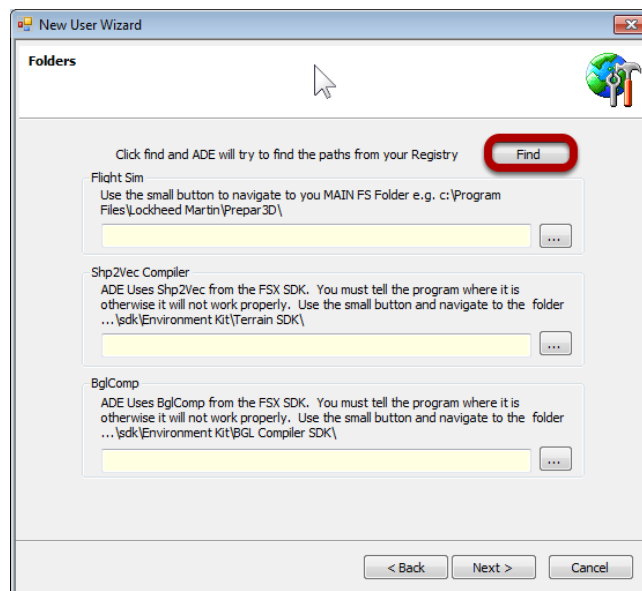 New User Wizard
Folders
Click find and ADE will try to find the paths from your Registry
Find
Flight Sim
Use the small button to navigate to you MAIN FS Folder e.g. c:\Program
Files\Lockheed Martin\Prepar3D\
...
Shp2Vec Compiler
ADE Uses Shp2Vec from the FSX SDK.  You must tell the program where it is
otherwise it will not work properly.  Use the small button and navigate to the  folder
...\sdk\Environment Kit\Terrain SDK\
...
BglComp
ADE Uses BglComp from the FSX SDK.  You must tell the program where it is
otherwise it will not work properly.  Use the small button and navigate to the folder
...\sdk\Environment Kit\BGL Compiler SDK\
...
< Back
Next >
Cancel